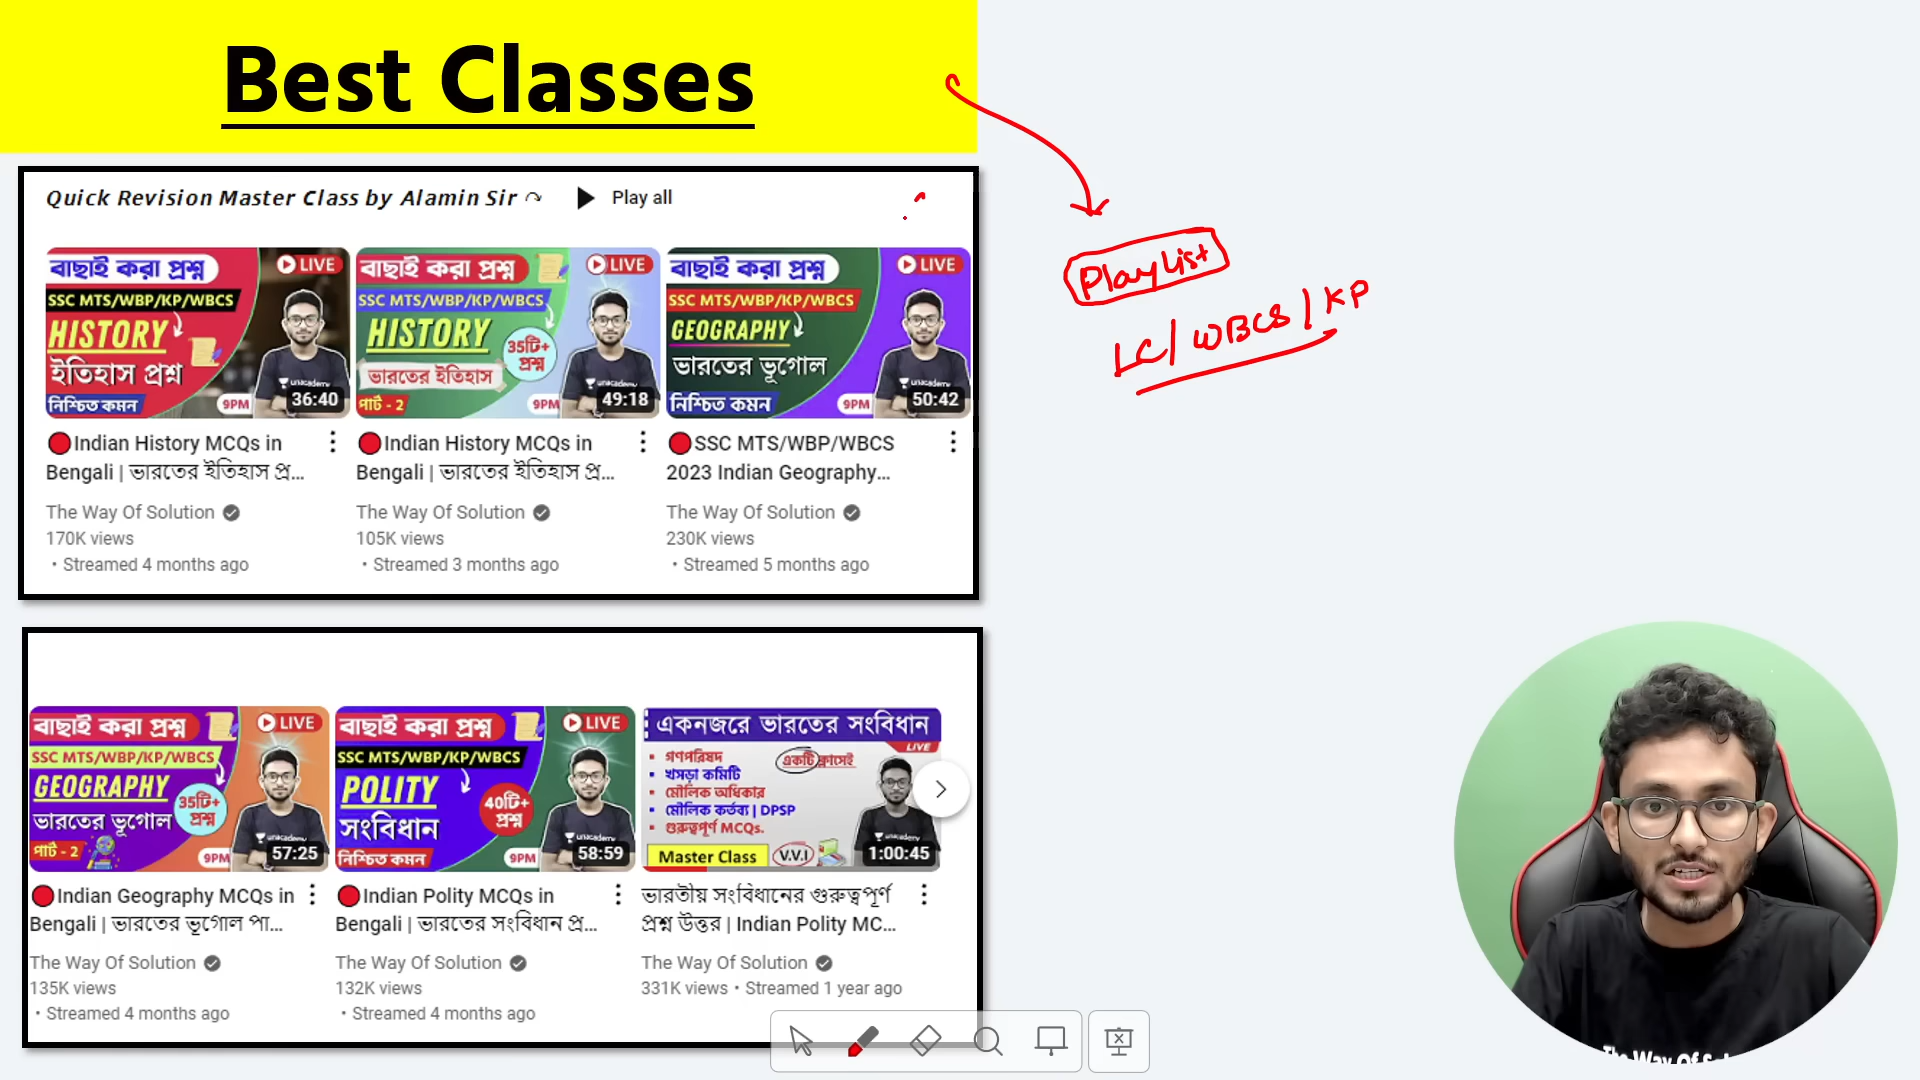 Best Classes
Quick Revision Master Class by Alamin Sir
Play all
বাছাই করা প্রশ্ন
LIVE
SSC MTS/WBP/KP/WBCS
HISTORY
ইতিহাস প্রশ্ন
নিশ্চিত কমন
9PM
36:40
Indian History MCQs in
Bengali | ভারতের ইতিহাস প্র...
The Way Of Solution
170K views
• Streamed 4 months ago
বাছাই করা প্রশ্ন
LIVE
SSC MTS/WBP/KP/WBCS
HISTORY
35টি+
প্রশ্ন
ভারতের ইতিহাস
পার্ট - 2
9PM
unacademy
49:18
Indian History MCQs in
Bengali | ভারতের ইতিহাস প্র...
The Way Of Solution
105K views
• Streamed 3 months ago
বাছাই করা প্রশ্ন
LIVE
SSC MTS/WBP/KP/WBCS
GEOGRAPHY
ভারতের ভূগোল
নিশ্চিত কমন
9PM
unacademy
50:42
SSC MTS/WBP/WBCS
2023 Indian Geography...
The Way Of Solution
230K views
• Streamed 5 months ago
PlayList
LC/WBCS/KP
বাছাই করা প্রশ্ন
LIVE
SSC MTS/WBP/KP/WBCS
GEOGRAPHY
35টি+
প্রশ্ন
ভারতের ভূগোল
পার্ট - 2
9PM
unacademy
57:25
Indian Geography MCQs in
Bengali | ভারতের ভূগোল পা...
The Way Of Solution
135K views
• Streamed 4 months ago
বাছাই করা প্রশ্ন
LIVE
SSC MTS/WBP/KP/WBCS
POLITY
40টি+
প্রশ্ন
সংবিধান
নিশ্চিত কমন
9PM
unacademy
58:59
Indian Polity MCQs in
Bengali | ভারতের সংবিধান প্র...
The Way Of Solution
132K views
• Streamed 4 months ago
একনজরে ভারতের সংবিধান
LIVE
• গণপরিষদ
একটি ক্লাসেই
• খসড়া কমিটি
• মৌলিক অধিকার
• মৌলিক কর্তব্য | DPSP
• গুরুত্বপূর্ণ MCQs.
Master Class
V.V.I
unacademy
1:00:45
ভারতীয় সংবিধানের গুরুত্বপূর্ণ
প্রশ্ন উত্তর | Indian Polity MC...
The Way Of Solution
331K views • Streamed 1 year ago